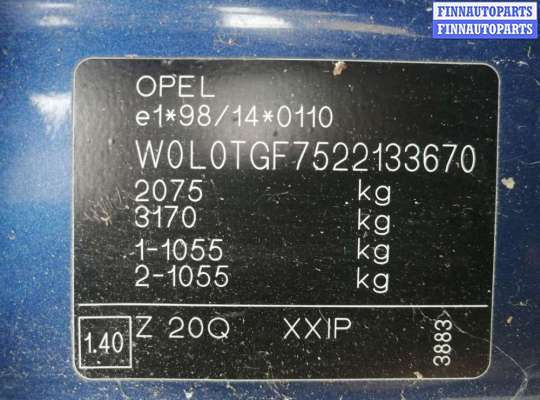 FINNAUTOPARTS
FINNAUTOPARTS
OPEL
e1*98/14*0110
W0L0TGF7522133670
2075 kg
3170 kg
1-1055 kg
2-1055 kg
1.40 Z 20Q XXIP 3883